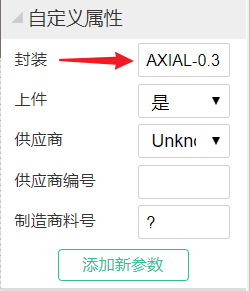 自定义属性
封装 AXIAL-0.3
上件 是
供应商 Unkno
供应商编号
制造商料号 ?
添加新参数